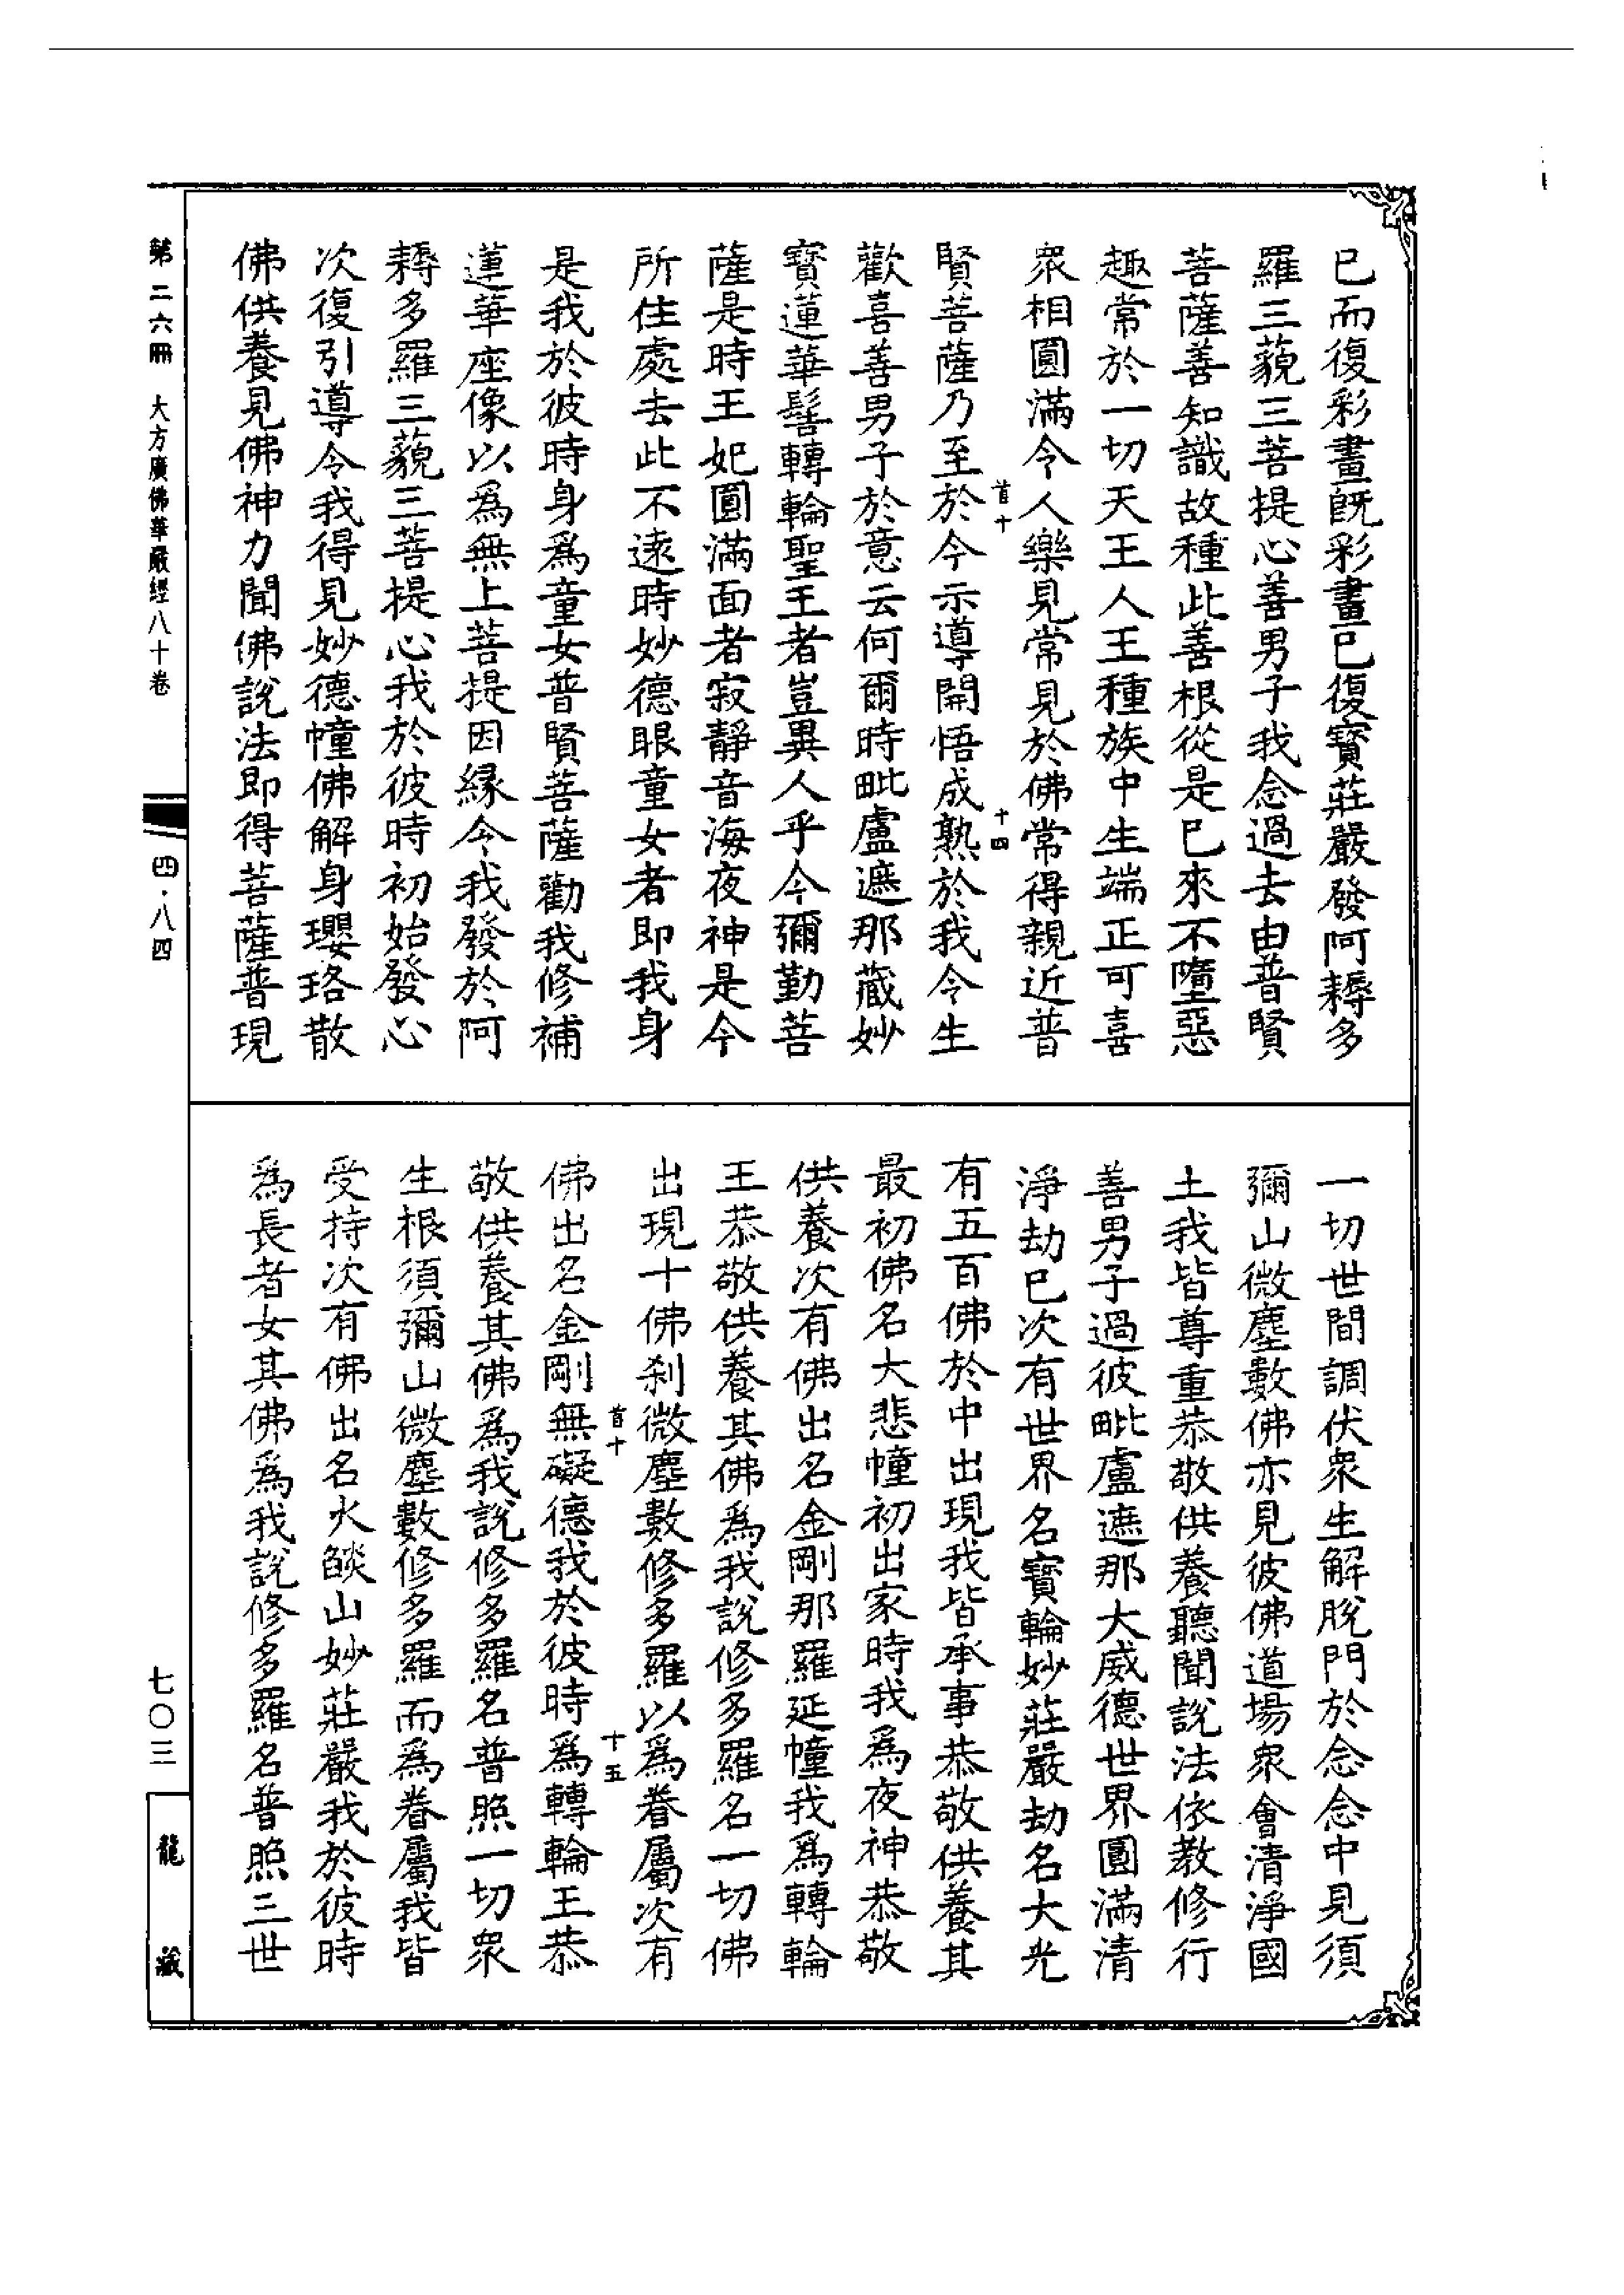 已而復彩畫既彩畫已復寶莊嚴發阿耨多
羅三藐三菩提心善男子我念過去由普賢
菩薩善知識故種此善根從是已來不墮惡
趣常於一切天王人王種族中生端正可喜
眾相圓滿令人樂見常見於佛常得親近普
首十 十四
賢菩薩乃至於今示導開悟成熟於我令生
歡喜善男子於意云何爾時毗盧遮那藏妙
寶蓮華髻轉輪聖王者豈異人乎今彌勒菩
薩是時王妃圓滿面者寂靜音海夜神是今
所住處去此不遠時妙德眼童女者即我身
是我於彼時身為童女普賢菩薩勸我修補
蓮華座像以為無上菩提因緣令我發於阿
耨多羅三藐三菩提心我於彼時初始發心
次復引導令我得見妙德幢佛解身瓔珞散
佛供養見佛神力聞佛說法即得菩薩普現
一切世間調伏眾生解脫門於念念中見須
彌山微塵數佛亦見彼佛道場眾會清淨國
土我皆尊重恭敬供養聽聞說法依教修行
善男子過彼毗盧遮那大威德世界圓滿清
淨劫已次有世界名寶輪妙莊嚴劫名大光
有五百佛於中出現我皆承事恭敬供養其
最初佛名大悲幢初出家時我為夜神恭敬
供養次有佛出名金剛那羅延幢我為轉輪
王恭敬供養其佛為我說修多羅名一切佛
出現十佛剎微塵數修多羅以為眷屬次有
首十 十五
佛出名金剛無礙德我於彼時為轉輪王恭
敬供養其佛為我說修多羅名普照一切眾
生根須彌山微塵數修多羅而為眷屬我皆
受持次有佛出名火燄山妙莊嚴我於彼時
為長者女其佛為我說修多羅名普照三世
第二六冊 大方廣佛華嚴經八十卷 四·八四 七〇三 龍藏